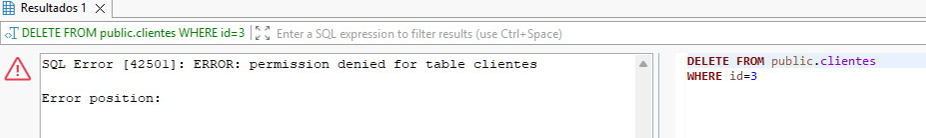 Resultados 1
DELETE FROM public.clientes WHERE id=3
Enter a SQL expression to filter results (use Ctrl+Space)
SQL Error [42501]: ERROR: permission denied for table clientes
Error position:
DELETE FROM public.clientes
WHERE id=3